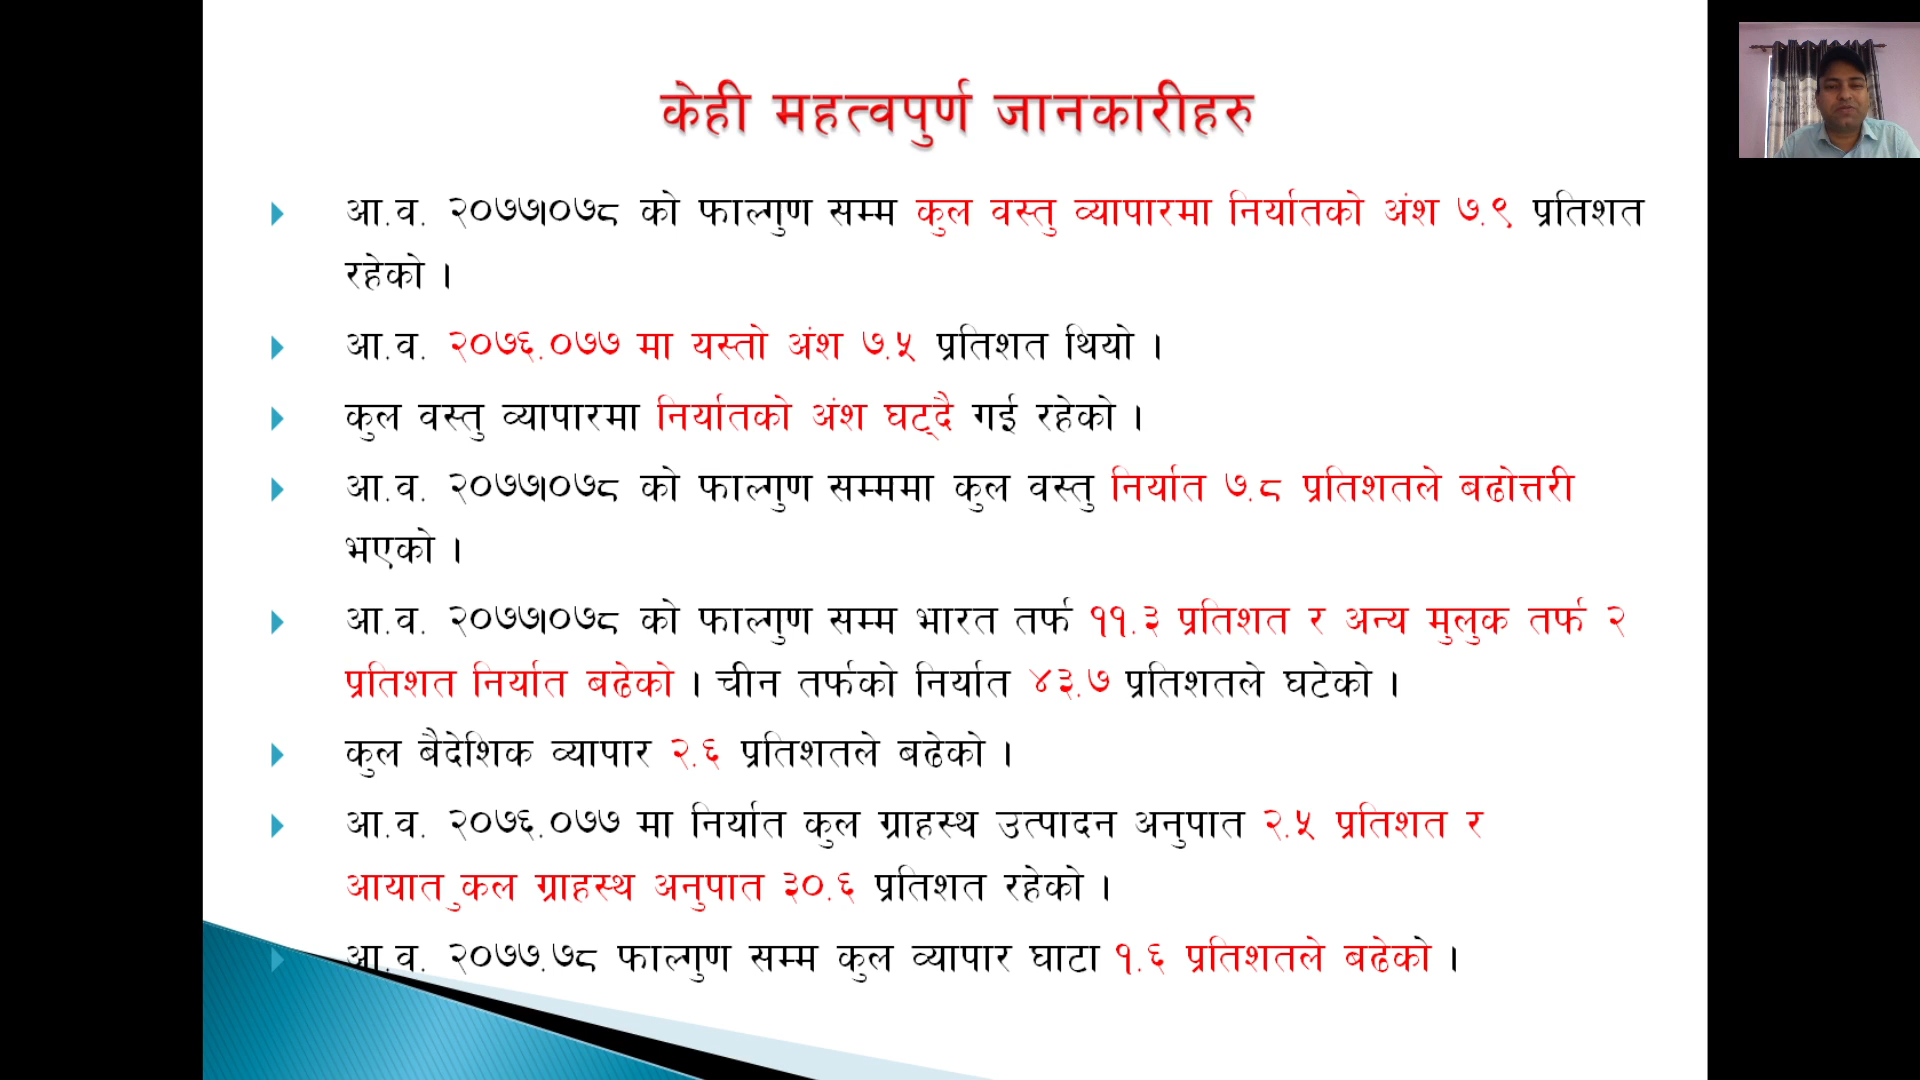 केही महत्वपुर्ण जानकारीहरु
आ.व. २०७७।०७८ को फाल्गुण सम्म कुल वस्तु व्यापारमा निर्यातको अंश ७.९ प्रतिशत
रहेको ।
आ.व. २०७६.०७७ मा यस्तो अंश ७.५ प्रतिशत थियो ।
कुल वस्तु व्यापारमा निर्यातको अंश घट्दै गई रहेको ।
आ.व. २०७७।०७८ को फाल्गुण सम्ममा कुल वस्तु निर्यात ७.८ प्रतिशतले बढोत्तरी
भएको ।
आ.व. २०७७।०७८ को फाल्गुण सम्म भारत तर्फ ११.३ प्रतिशत र अन्य मुलुक तर्फ २
प्रतिशत निर्यात बढेको । चीन तर्फको निर्यात ४३.७ प्रतिशतले घटेको ।
कुल बैदेशिक व्यापार २.६ प्रतिशतले बढेको ।
आ.व. २०७६.०७७ मा निर्यात कुल ग्राहस्थ उत्पादन अनुपात २.५ प्रतिशत र
आयात ुकल ग्राहस्थ अनुपात ३०.६ प्रतिशत रहेको ।
आ.व. २०७७.७८ फाल्गुण सम्म कुल व्यापार घाटा १.६ प्रतिशतले बढेको ।